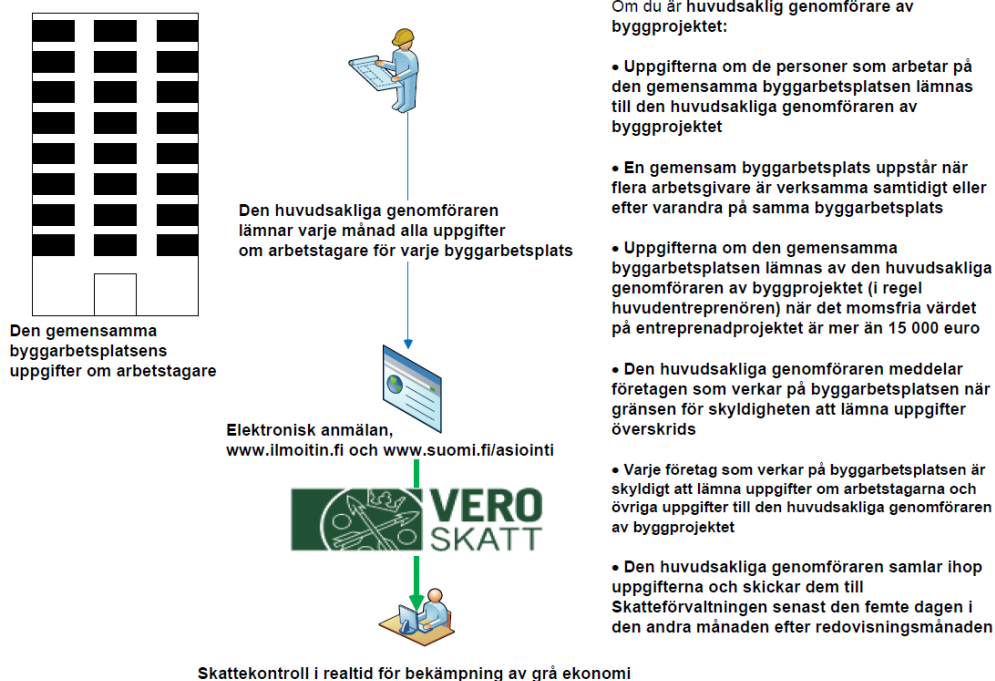 Den gemensamma
byggarbetsplatsens
uppgifter om arbetstagare
Den huvudsakliga genomföraren
lämnar varje månad alla uppgifter
om arbetstagare för varje byggarbetsplats
Elektronisk anmälan,
www.ilmoitin.fi och www.suomi.fi/asiointi
VERO
SKATT
Skattekontroll i realtid för bekämpning av grå ekonomi
Om du är huvudsaklig genomförare av
byggprojektet:
• Uppgifterna om de personer som arbetar på
den gemensamma byggarbetsplatsen lämnas
till den huvudsakliga genomföraren av
byggprojektet
• En gemensam byggarbetsplats uppstår när
flera arbetsgivare är verksamma samtidigt eller
efter varandra på samma byggarbetsplats
• Uppgifterna om den gemensamma
byggarbetsplatsen lämnas av den huvudsakliga
genomföraren av byggprojektet (i regel
huvudentreprenören) när det momsfria värdet
på entreprenadprojektet är mer än 15 000 euro
• Den huvudsakliga genomföraren meddelar
företagen som verkar på byggarbetsplatsen när
gränsen för skyldigheten att lämna uppgifter
överskrids
• Varje företag som verkar på byggarbetsplatsen är
skyldigt att lämna uppgifter om arbetstagarna och
övriga uppgifter till den huvudsakliga genomföraren
av byggprojektet
• Den huvudsakliga genomföraren samlar ihop
uppgifterna och skickar dem till
Skatteförvaltningen senast den femte dagen i
den andra månaden efter redovisningsmånaden